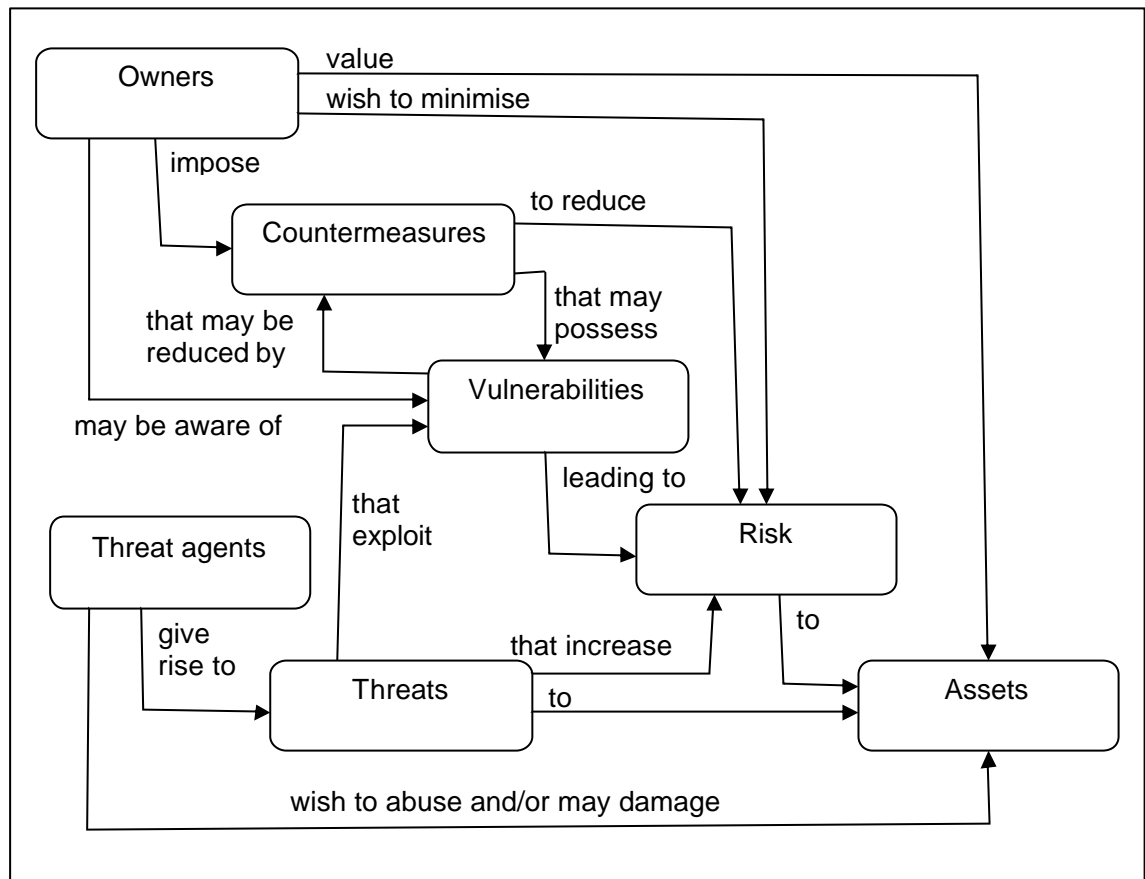 Owners
value
wish to minimise
impose
to reduce
Countermeasures
that may
possess
that may be
reduced by
Vulnerabilities
may be aware of
leading to
that
exploit
Risk
Threat agents
give
rise to
to
that increase
Threats
to
Assets
wish to abuse and/or may damage